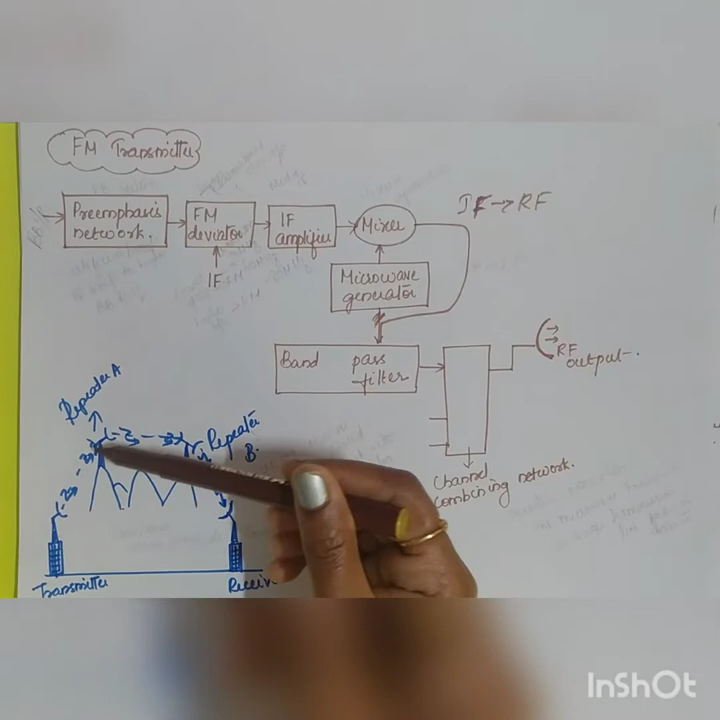 FM Transmitter
IF → RF
Preemphasis
network.
FM
deviator
IF
amplifier
Mixer
IF
Microwave
generator
Band pass
filter
RF
output.
Channel
combining network.
Repeater A
Repeater
B.
Transmitter
Receiv
InShOt